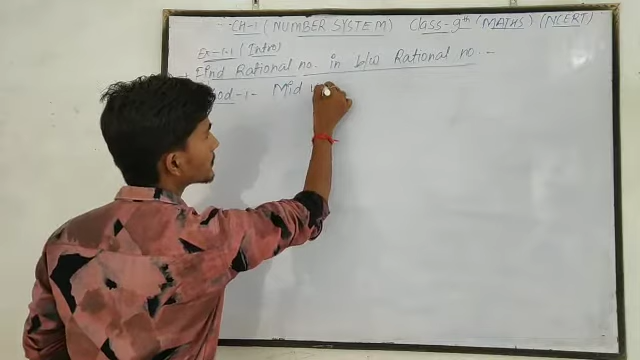 CH-1 (NUMBER SYSTEM) Class-9th (MATHS) (NCERT)
Ex-1.1 (Intro)
Find Rational no. in b/w Rational no.-
-1- Mid